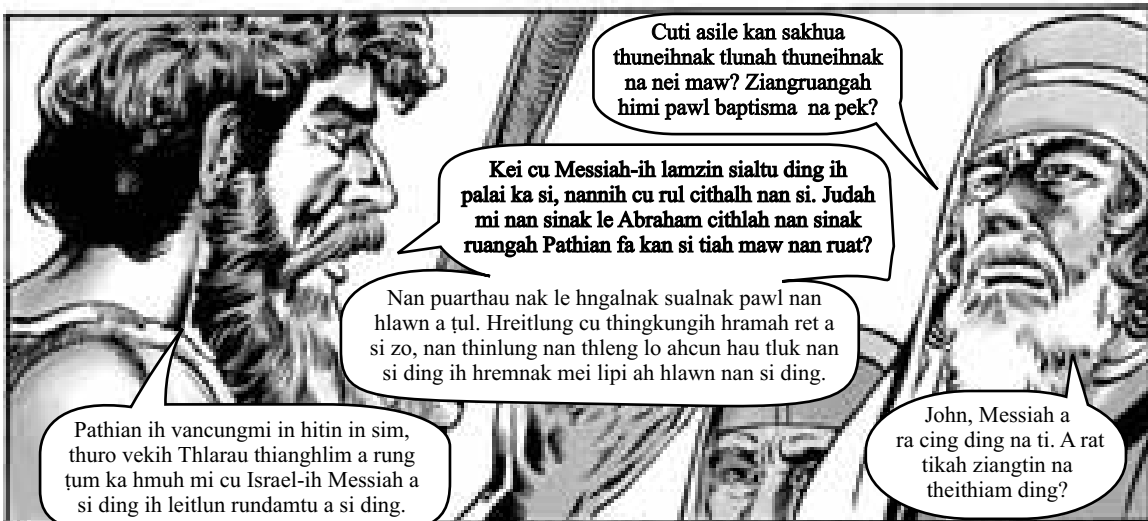 Cuti asile kan sakhua
thuneihnak tlunah thuneihnak
na nei maw? Ziangruangah
himi pawl baptisma na pek?
Kei cu Messiah-ih lamzin sialtu ding ih
palai ka si, nannih cu rul cithalh nan si. Judah
mi nan sinak le Abraham cithlah nan sinak
ruangah Pathian fa kan si tiah maw nan ruat?
Nan puarthau nak le hngalnak sualnak pawl nan
hlawn a ṭul. Hreitlung cu thingkungih hramah ret a
si zo, nan thinlung nan thleng lo ahcun hau tluk nan
si ding ih hremnak mei lipi ah hlawn nan si ding.
John, Messiah a
ra cing ding na ti. A rat
tikah ziangtin na
theithiam ding?
Pathian ih vancungmi in hitin in sim,
thuro vekih Thlarau thianghlim a rung
ṭum ka hmuh mi cu Israel-ih Messiah a
si ding ih leitlun rundamtu a si ding.